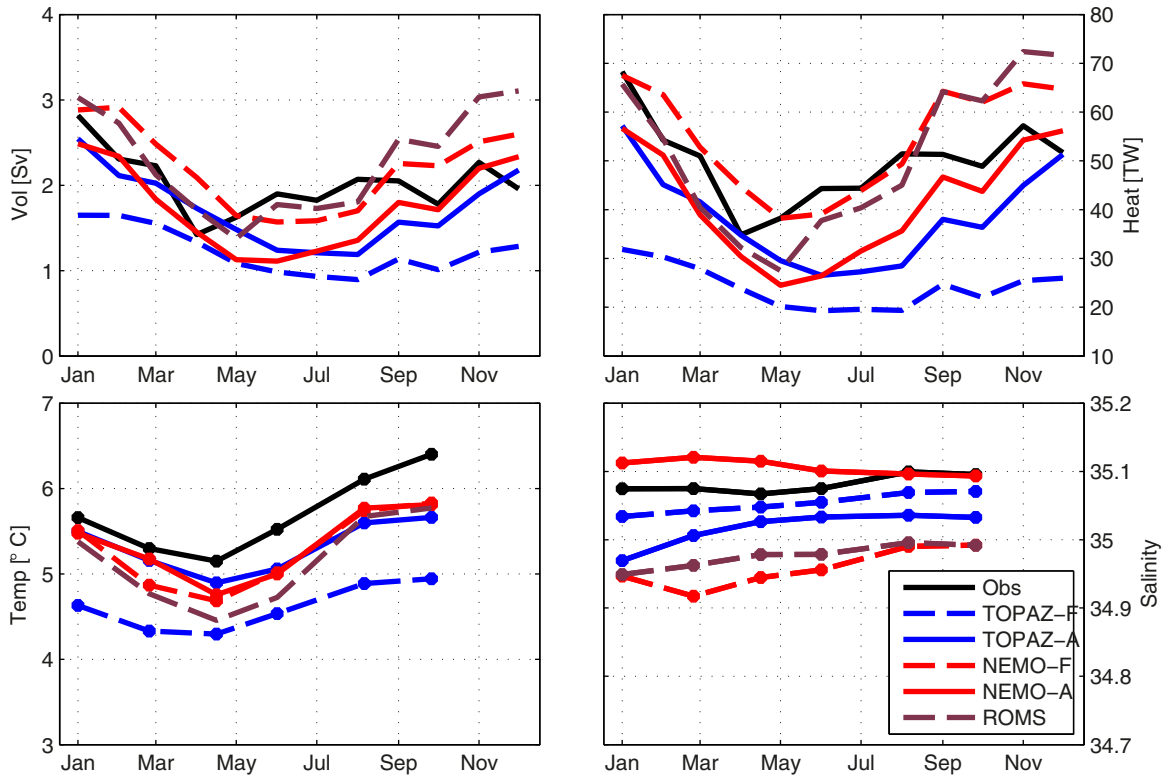 4
3
2
1
0
Vol [Sv]
Jan Mar May Jul Sep Nov
80
70
60
50
40
30
20
10
Heat [TW]
Jan Mar May Jul Sep Nov
7
6
5
4
3
Temp [° C]
Jan Mar May Jul Sep Nov
35.2
35.1
35
34.9
34.8
34.7
Salinity
Jan Mar May Jul Sep Nov
Obs
TOPAZ−F
TOPAZ−A
NEMO−F
NEMO−A
ROMS